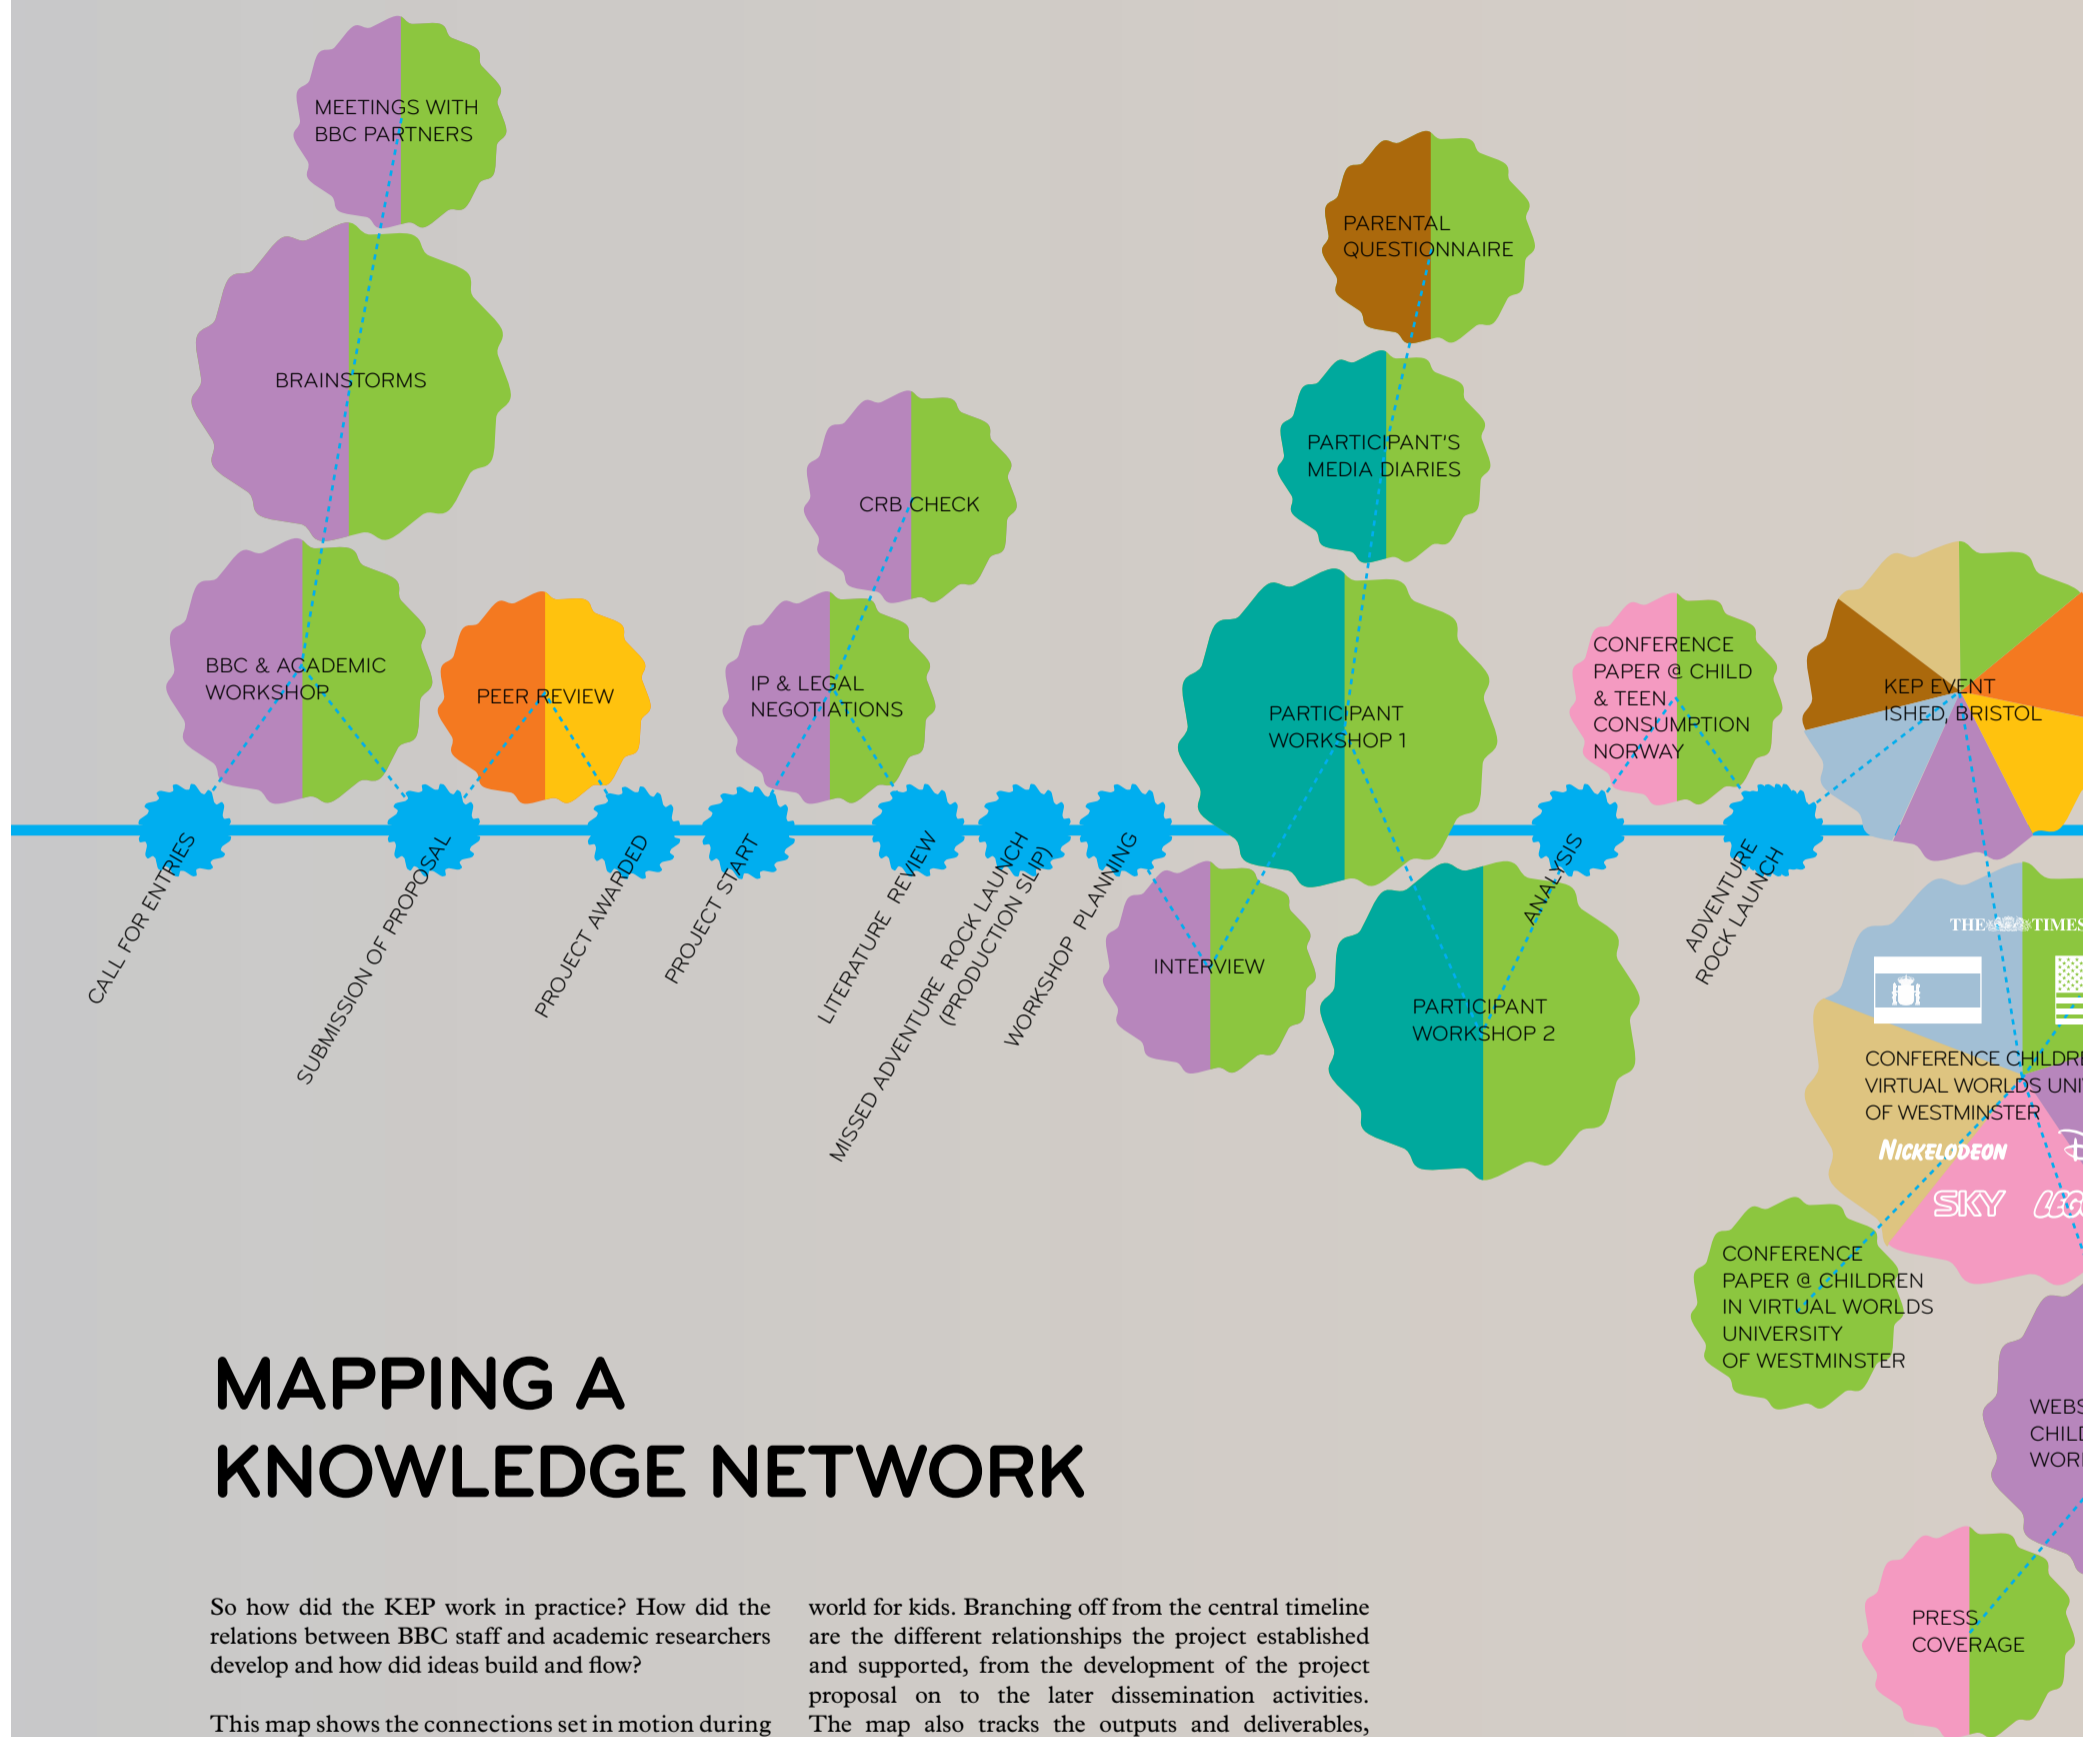 MEETINGS WITH
BBC PARTNERS
BRAINSTORMS
BBC & ACADEMIC
WORKSHOP
PEER REVIEW
CRB CHECK
IP & LEGAL
NEGOTIATIONS
PARENTAL
QUESTIONNAIRE
PARTICIPANT'S
MEDIA DIARIES
PARTICIPANT
WORKSHOP 1
INTERVIEW
PARTICIPANT
WORKSHOP 2
CONFERENCE
PAPER @ CHILD
& TEEN
CONSUMPTION
NORWAY
KEP EVENT
ISHED, BRISTOL
CALL FOR ENTRIES
SUBMISSION OF PROPOSAL
PROJECT AWARDED
PROJECT START
LITERATURE REVIEW
MISSED ADVENTURE ROCK LAUNCH
(PRODUCTION SLIP)
WORKSHOP PLANNING
ANALYSIS
ADVENTURE
ROCK LAUNCH
THE TIMES
CONFERENCE CHILDR
VIRTUAL WORLDS UNI
OF WESTMINSTER
NICKELODEON
SKY LEG
CONFERENCE
PAPER @ CHILDREN
IN VIRTUAL WORLDS
UNIVERSITY
OF WESTMINSTER
WEBS
CHILD
WOR
PRESS
COVERAGE
MAPPING A
KNOWLEDGE NETWORK
So how did the KEP work in practice? How did the
relations between BBC staff and academic researchers
develop and how did ideas build and flow?
This map shows the connections set in motion during
world for kids. Branching off from the central timeline
are the different relationships the project established
and supported, from the development of the project
proposal on to the later dissemination activities.
The map also tracks the outputs and deliverables,